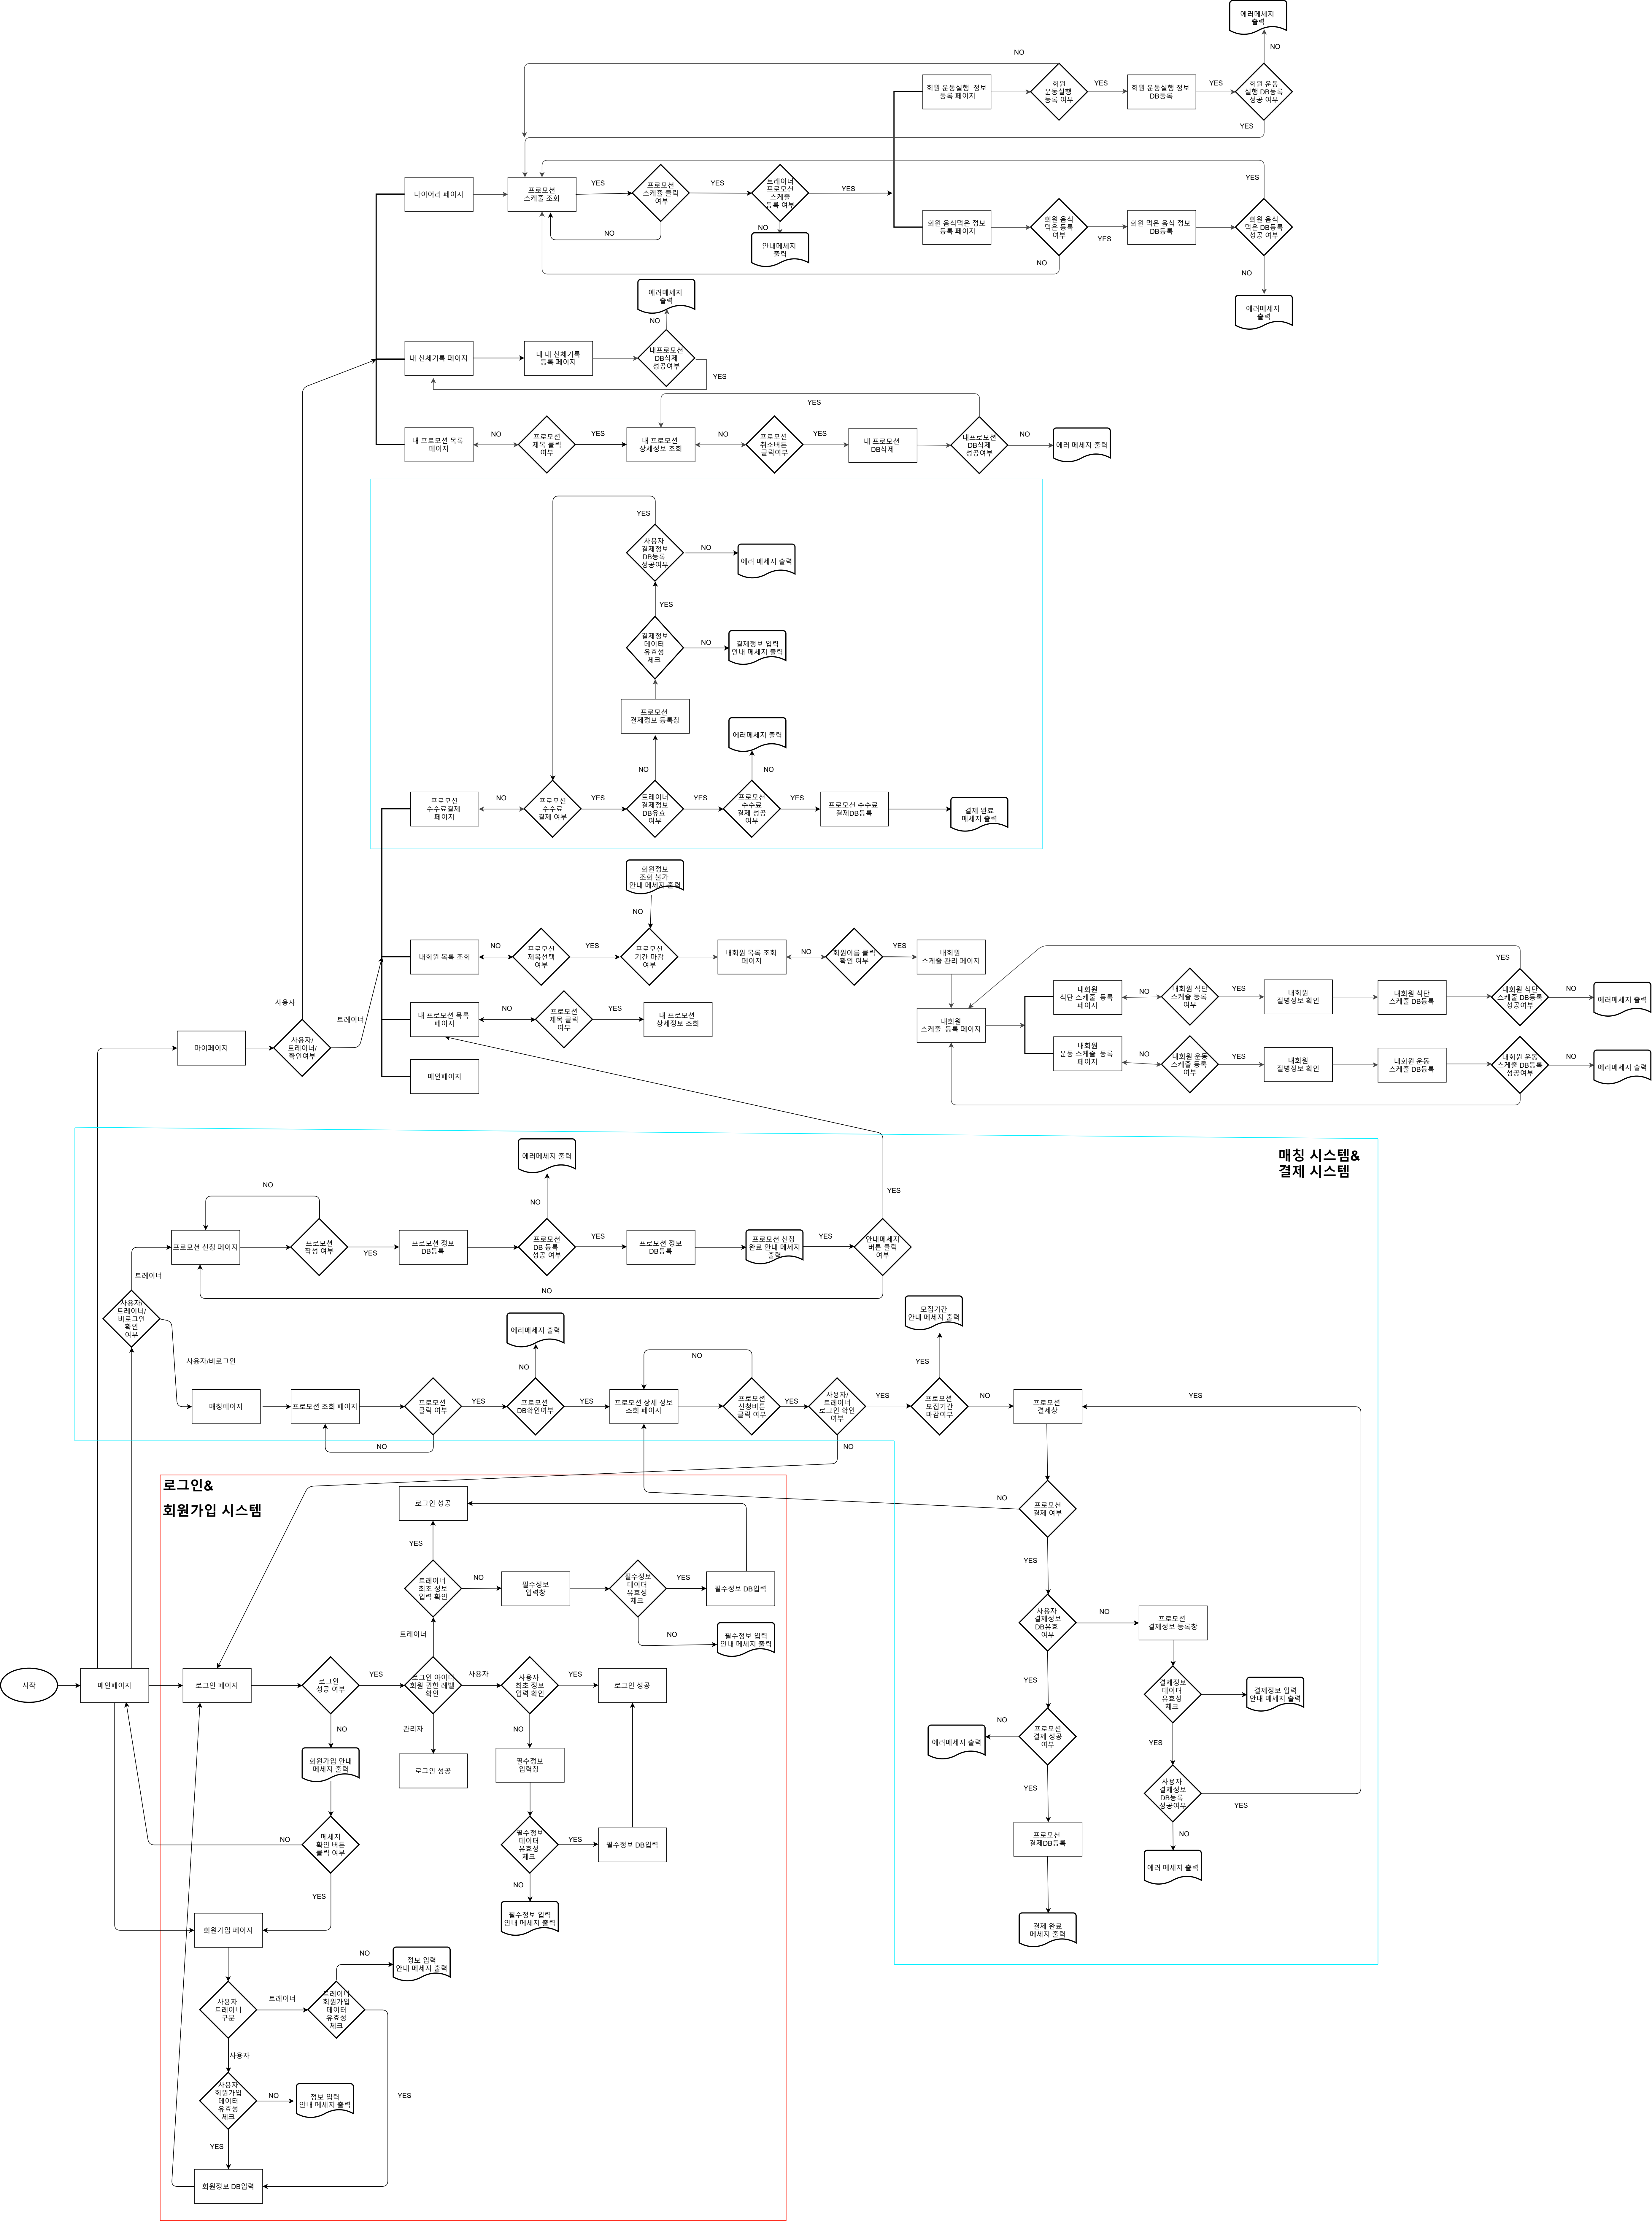 에러메세지
출력
NO
NO
회원 운동실행 정보
등록 페이지
회원
운동실행
등록 여부
YES
회원 운동실행 정보
DB등록
YES
회원 운동
실행 DB등록
성공 여부
YES
다이어리 페이지
프로모션
스케줄 조회
YES
프로모션
스케쥴 클릭
여부
YES
트레이너
프로모션
스케쥴
등록 여부
YES
NO
NO
안내메세지
출력
YES
회원 음식먹은 정보
등록 페이지
회원 음식
먹은 등록
여부
YES
회원 먹은 음식 정보
DB등록
회원 음식
먹은 DB등록
성공 여부
NO
NO
에러메세지
출력
에러메세지
출력
NO
내 신체기록 페이지
내 내 신체기록
등록 페이지
내프로모션
DB삭제
성공여부
YES
YES
내 프로모션 목록
페이지
NO
프로모션
제목 클릭
여부
YES
내 프로모션
상세정보 조회
NO
프로모션
취소버튼
클릭여부
YES
내 프로모션
DB삭제
내프로모션
DB삭제
성공여부
NO
에러 메세지 출력
YES
사용자
결제정보
DB등록
성공여부
NO
에러 메세지 출력
YES
결제정보
데이터
유효성
체크
NO
결제정보 입력
안내 메세지 출력
프로모션
결제정보 등록창
에러메세지 출력
NO
NO
프로모션
수수료결제
페이지
NO
프로모션
수수료
결제 여부
YES
트레이너
결제정보
DB유효
여부
YES
프로모션
수수료
결제 성공
여부
YES
프로모션 수수료
결제DB등록
결제 완료
메세지 출력
회원정보
조회 불가
안내 메세지 출력
NO
내회원 목록 조회
NO
프로모션
제목선택
여부
YES
프로모션
기간 마감
여부
내회원 목록 조회
페이지
NO
회원이름 클릭
확인 여부
YES
내회원
스케줄 관리 페이지
YES
내회원
식단 스케줄 등록
페이지
NO
내회원 식단
스케줄 등록
여부
YES
내회원
질병정보 확인
내회원 식단
스케줄 DB등록
내회원 식단
스케줄 DB등록
성공여부
NO
에러메세지 출력
사용자
트레이너
내 프로모션 목록
페이지
NO
프로모션
제목 클릭
여부
YES
내 프로모션
상세정보 조회
내회원
스케줄 등록 페이지
마이페이지
사용자/
트레이너/
확인여부
내회원
운동 스케줄 등록
페이지
NO
내회원 운동
스케줄 등록
여부
YES
내회원
질병정보 확인
내회원 운동
스케줄 DB등록
내회원 운동
스케줄 DB등록
성공여부
NO
에러메세지 출력
메인페이지
매칭 시스템&
결제 시스템
에러메세지 출력
NO
NO
YES
프로모션 신청 페이지
프로모션
작성 여부
YES
프로모션 정보
DB등록
프로모션
DB 등록
성공 여부
YES
프로모션 정보
DB등록
프로모션 신청
완료 안내 메세지
출력
YES
안내메세지
버튼 클릭
여부
트레이너
NO
사용자/
트레이너/
비로그인
확인
여부
에러메세지 출력
모집기간
안내 메세지 출력
사용자/비로그인
NO
NO
YES
매칭페이지
프로모션 조회 페이지
프로모션
클릭 여부
YES
프로모션
DB확인여부
YES
프로모션 상세 정보
조회 페이지
프로모션
신청버튼
클릭 여부
YES
사용자/
트레이너
로그인 확인
여부
YES
프로모션
모집기간
마감여부
NO
프로모션
결제창
YES
NO
NO
로그인&
회원가입 시스템
로그인 성공
NO
프로모션
결제 여부
YES
YES
트레이너
최초 정보
입력 확인
NO
필수정보
입력창
필수정보
데이터
유효성
체크
YES
필수정보 DB입력
NO
필수정보 입력
안내 메세지 출력
트레이너
사용자
결제정보
DB유효
여부
NO
프로모션
결제정보 등록창
시작
메인페이지
로그인 페이지
로그인
성공 여부
YES
로그인 아이디
회원 권한 레벨
확인
사용자
사용자
최초 정보
입력 확인
YES
로그인 성공
YES
결제정보
데이터
유효성
체크
결제정보 입력
안내 메세지 출력
NO
관리자
NO
NO
에러메세지 출력
프로모션
결제 성공
여부
YES
회원가입 안내
메세지 출력
로그인 성공
필수정보
입력창
YES
사용자
결제정보
DB등록
성공여부
YES
NO
메세지
확인 버튼
클릭 여부
필수정보
데이터
유효성
체크
YES
필수정보 DB입력
프로모션
결제DB등록
NO
에러 메세지 출력
YES
NO
필수정보 입력
안내 메세지 출력
결제 완료
메세지 출력
회원가입 페이지
NO
정보 입력
안내 메세지 출력
사용자
트레이너
구분
트레이너
트레이너
회원가입
데이터
유효성
체크
사용자
사용자
회원가입
데이터
유효성
체크
NO
정보 입력
안내 메세지 출력
YES
YES
회원정보 DB입력